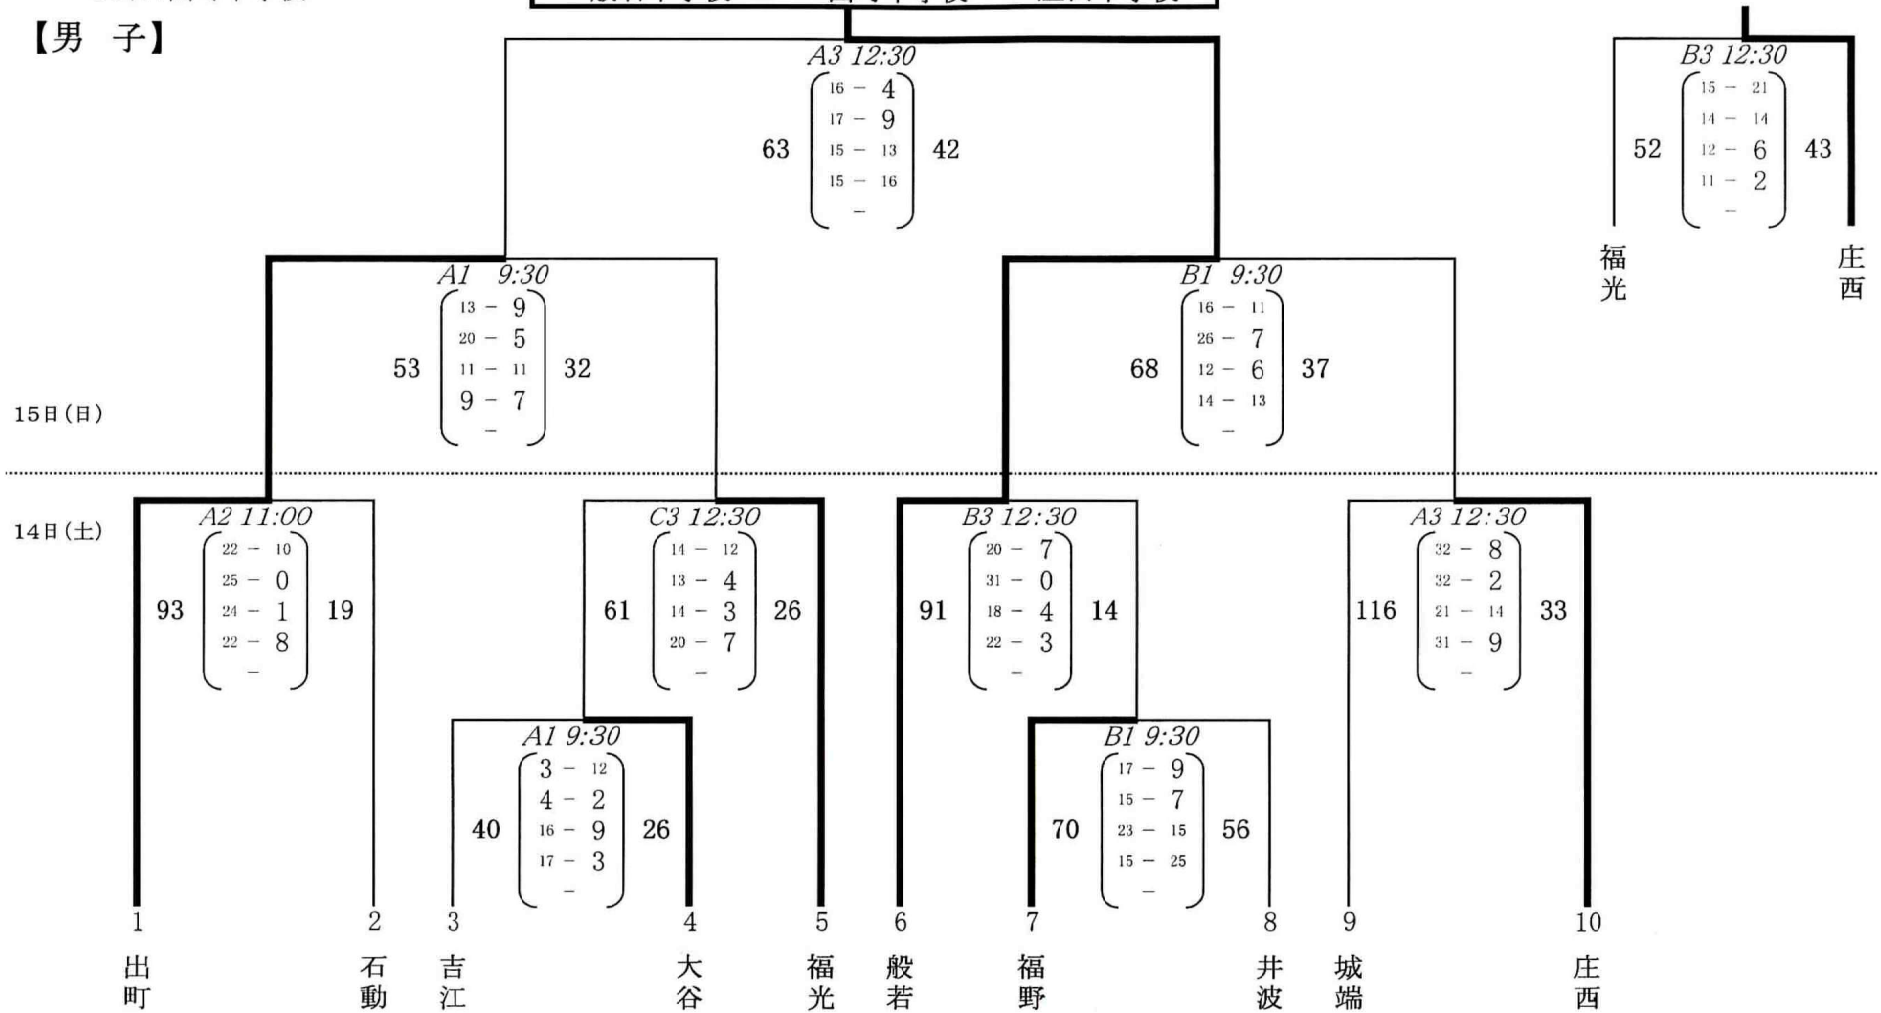 【男 子】
A3 12:30
16 - 4
17 - 9
63 15 - 13 42
15 - 16
-
B3 12:30
15 - 21
14 - 14
52 12 - 6 43
11 - 2
-
福光
庄西
A1 9:30
13 - 9
20 - 5
53 11 - 11 32
9 - 7
-
B1 9:30
16 - 11
26 - 7
68 12 - 6 37
14 - 13
-
15日(日)
14日(土)
A2 11:00
22 - 10
25 - 0
93 24 - 1 19
22 - 8
-
C3 12:30
14 - 12
13 - 4
61 14 - 3 26
20 - 7
-
B3 12:30
20 - 7
31 - 0
91 18 - 4 14
22 - 3
-
A3 12:30
32 - 8
32 - 2
116 21 - 14 33
31 - 9
-
A1 9:30
3 - 12
4 - 2
40 16 - 9 26
17 - 3
-
B1 9:30
17 - 9
15 - 7
70 23 - 15 56
15 - 25
-
1 2 3 4 5 6 7 8 9 10
出町
石動
吉江
大谷
福光
般若
福野
井波
城端
庄西